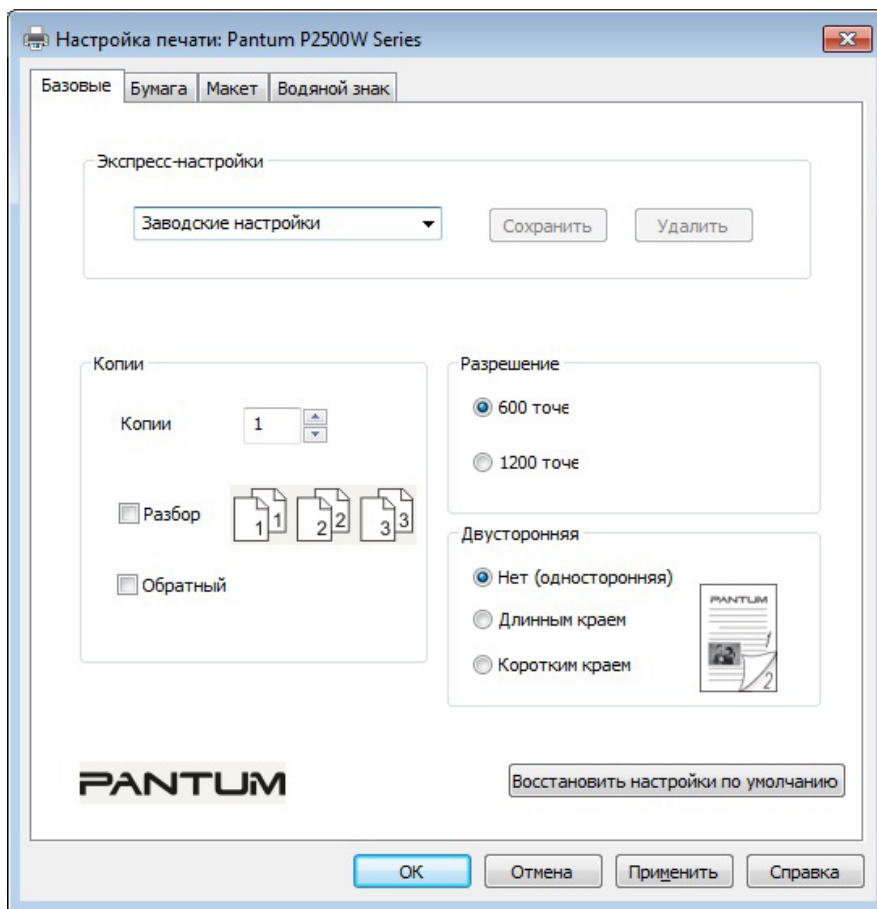 Настройка печати: Pantum P2500W Series
Базовые Бумага Макет Водяной знак
Экспресс-настройки
Заводские настройки Сохранить Удалить
Копии
Копии 1
Разбор 1 1 2 2 3 3
Обратный
Разрешение
600 точе
1200 точе
Двусторонняя
Нет (односторонняя)
Длинным краем
Коротким краем
PANTUM
1
2
PANTUM
Восстановить настройки по умолчанию
ОК Отмена Применить Справка